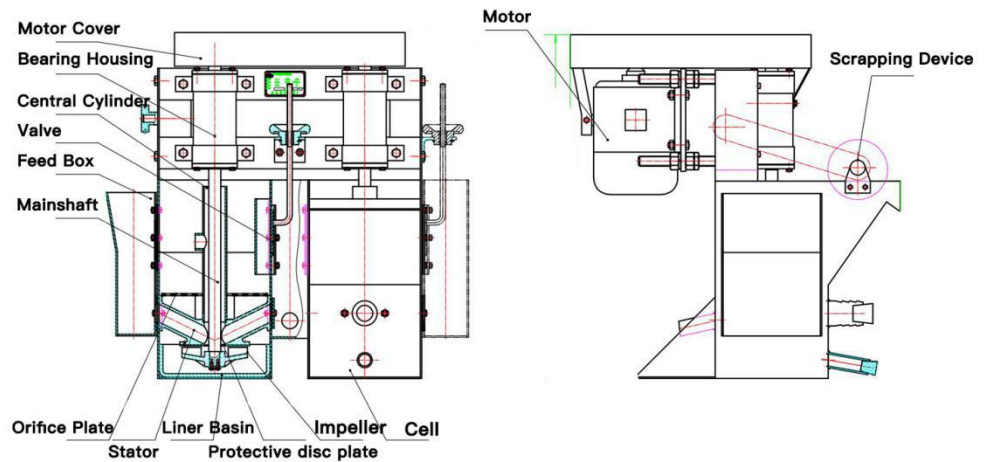 Motor Cover
Bearing Housing
Central Cylinder
Valve
Feed Box
Mainshaft
Orifice Plate
Stator
Liner Basin
Protective disc plate
Impeller
Cell
Motor
Scrapping Device